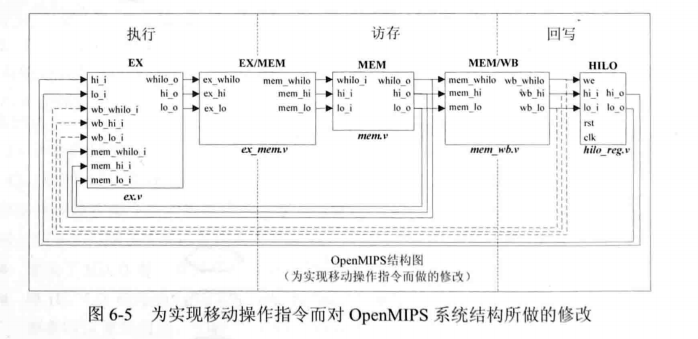 执行 访存 回写
EX EX/MEM MEM MEM/WB HILO
hi_i whilo_o ex_whilo mem_whilo whilo_i whilo_o mem_whilo wb_whilo we
lo_i hi_o ex_hi mem_hi hi_i hi_o mem_hi wb_hi hi_i hi_o
wb_whilo_i lo_o ex_lo mem_lo lo_i lo_o mem_lo wb_lo lo_i lo_o
wb_hi_i rst
wb_lo_i mem.v clk
mem_whilo_i ex_mem.v mem_wb.v hilo_reg.v
mem_hi_i
mem_lo_i
ex.v
OpenMIPS结构图
(为实现移动操作指令而做的修改)
图 6-5 为实现移动操作指令而对 OpenMIPS 系统结构所做的修改